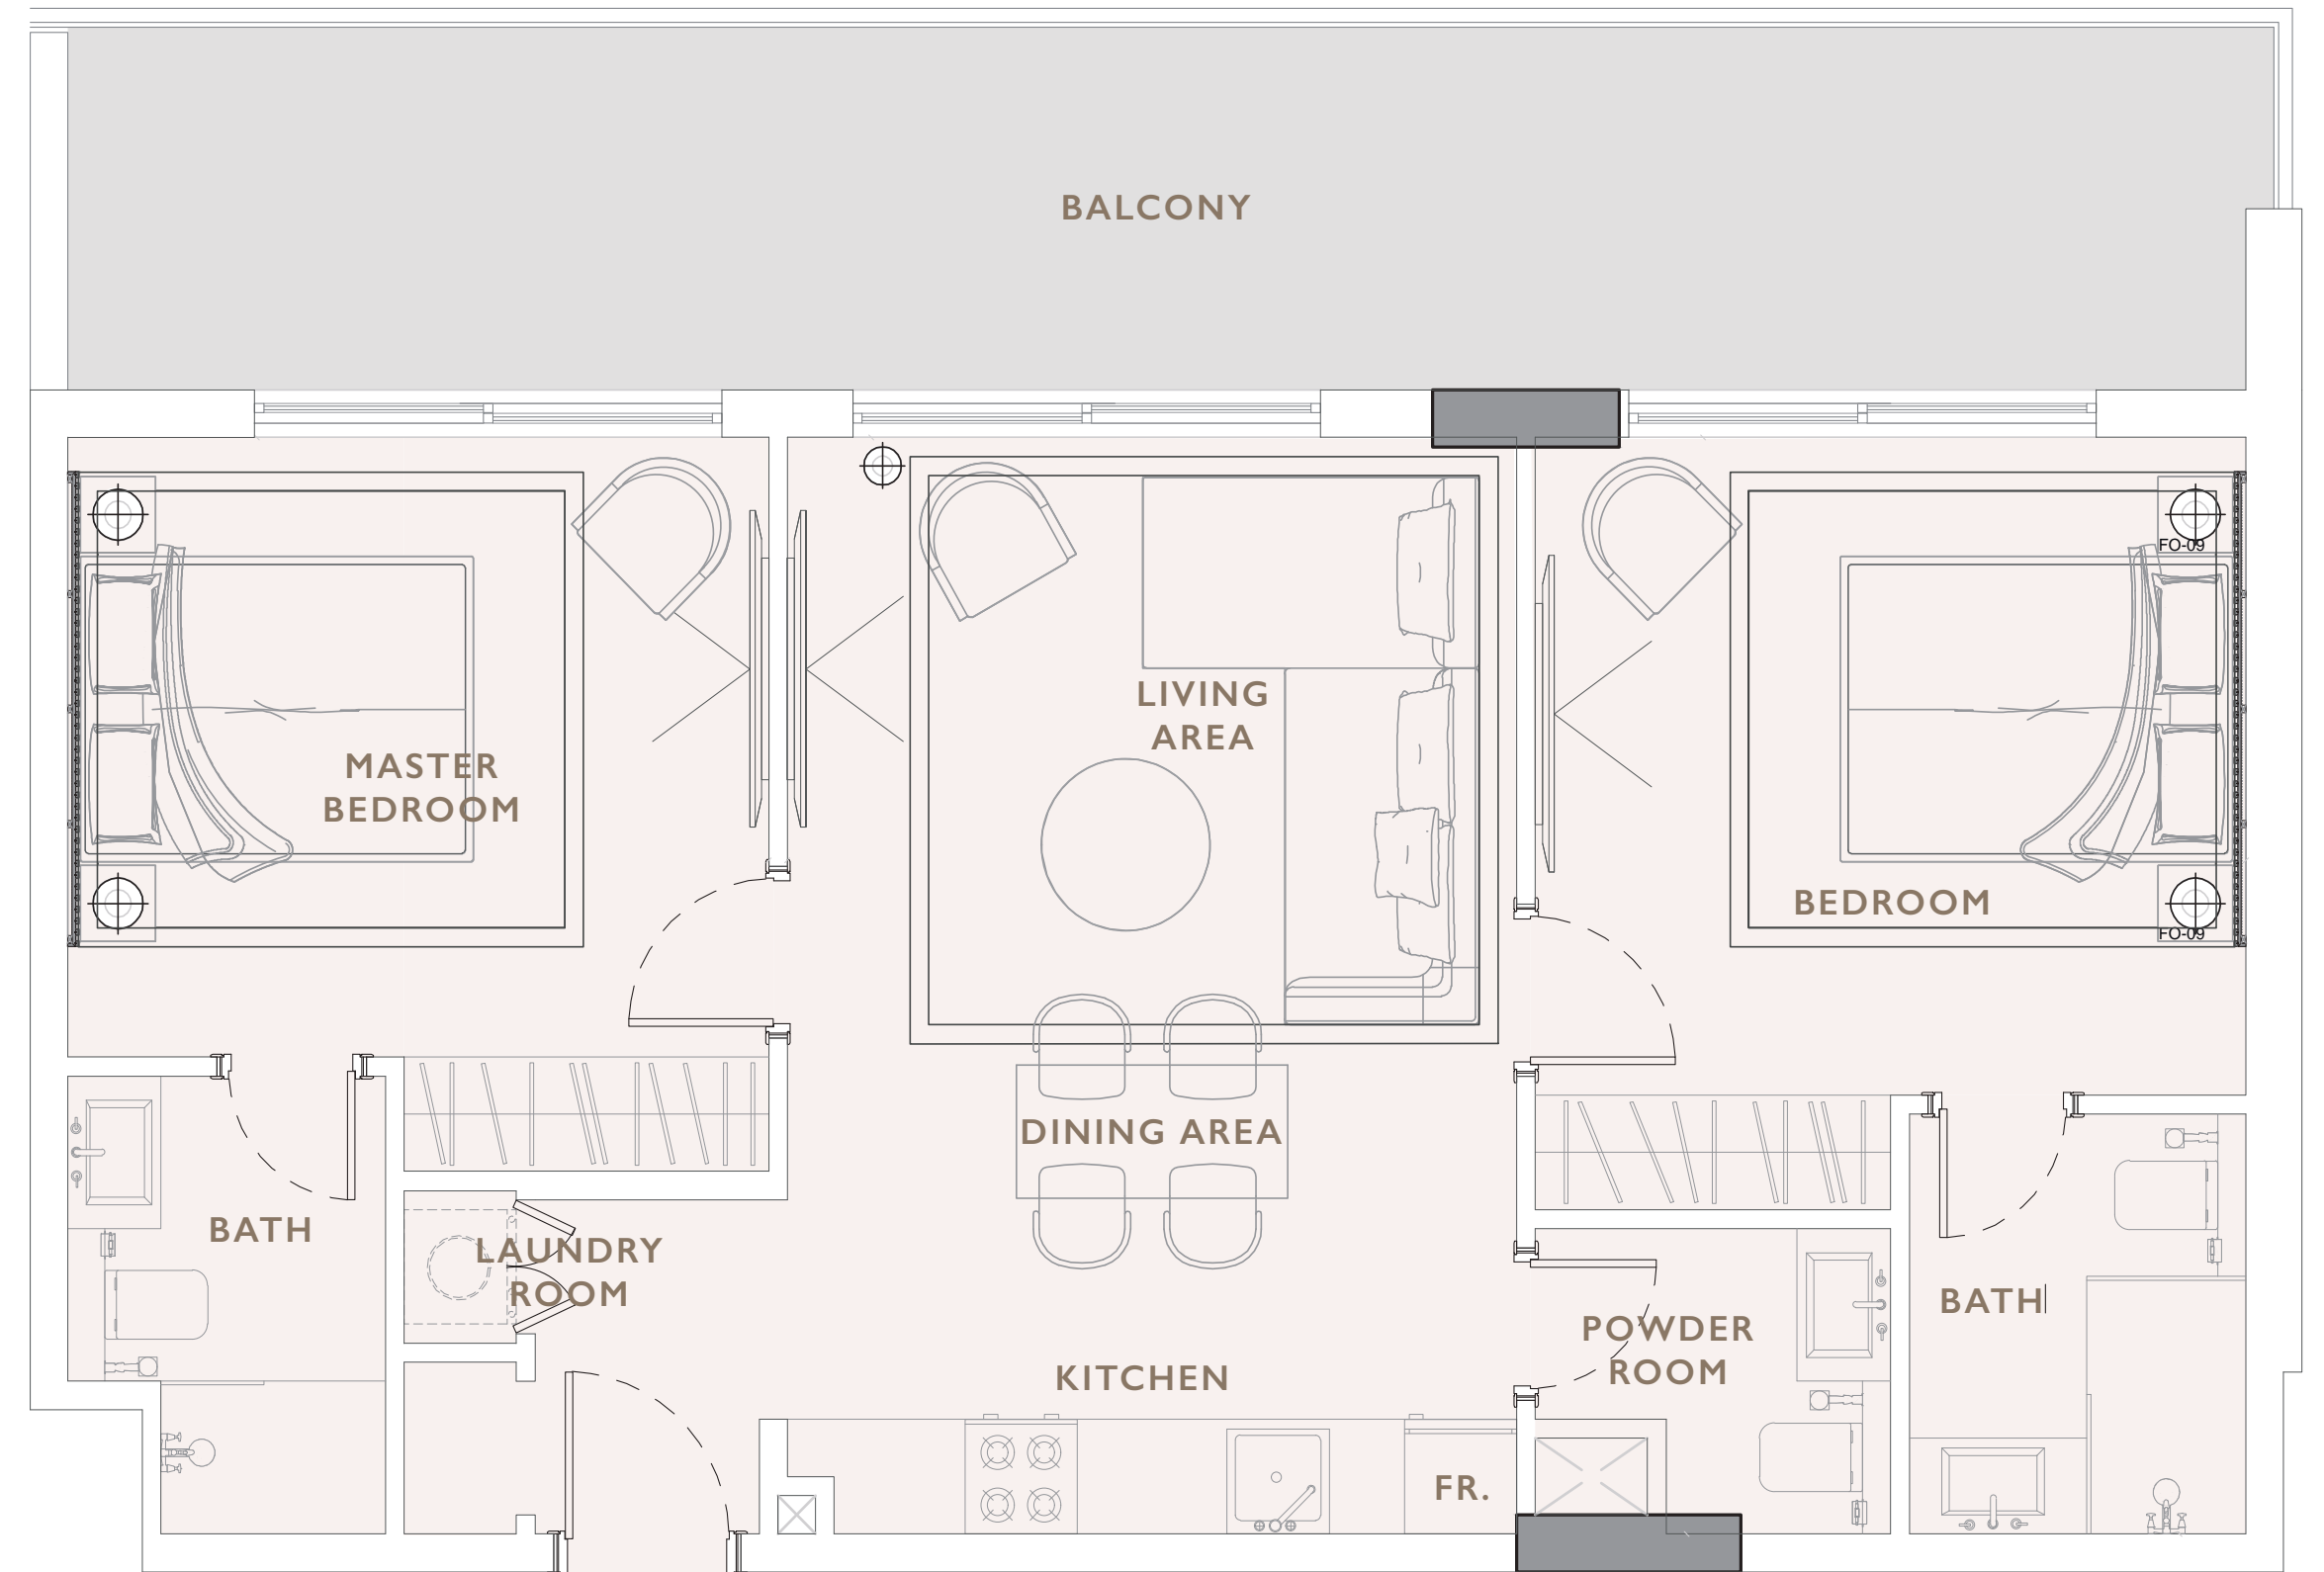 BALCONY
FO-09
LIVING
AREA
MASTER
BEDROOM
BEDROOM
FO-09
DINING AREA
BATH
LAUNDRY
ROOM
BATH
POWDER
ROOM
KITCHEN
FR.